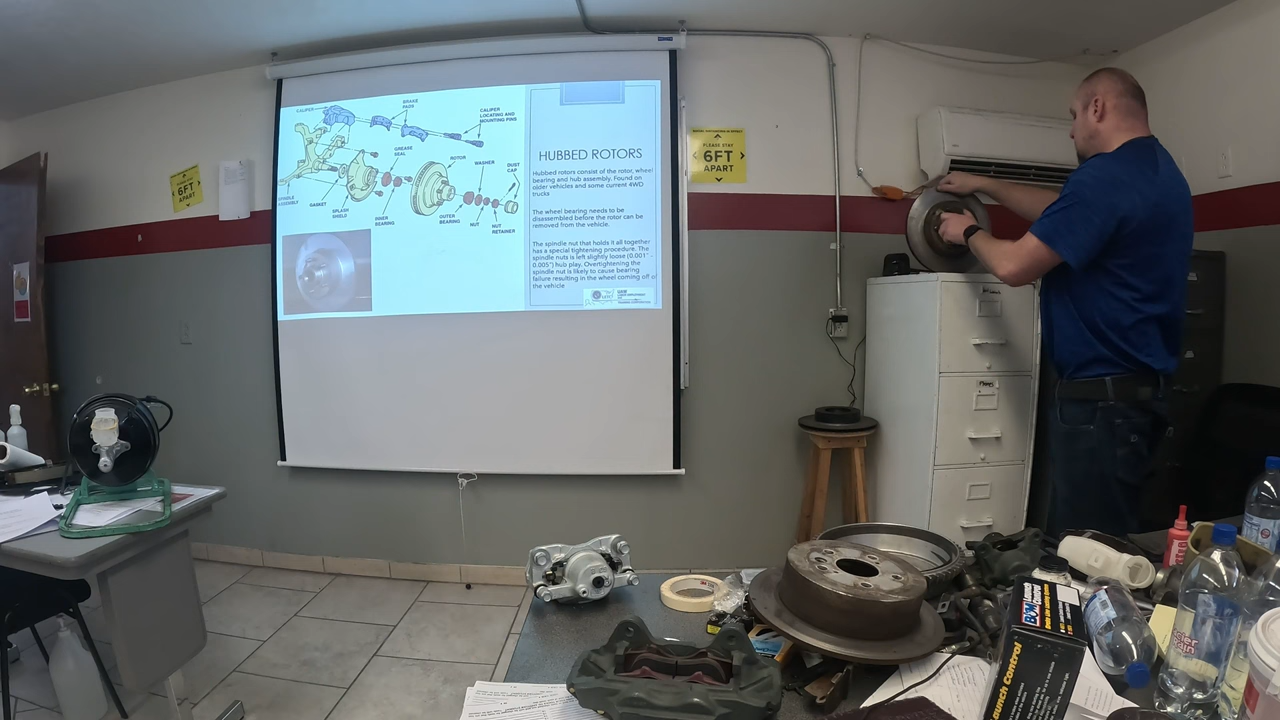 CALIPER
BRAKE
PADS
CALIPER
LOCATING AND
MOUNTING PINS
GREASE
SEAL
ROTOR
WASHER
DUST
CAP
SPINDLE
ASSEMBLY
GASKET
SPLASH
SHIELD
INNER
BEARING
OUTER
BEARING
NUT
NUT
RETAINER
HUBBED ROTORS
Hubbed rotors consist of the rotor, wheel
bearing and hub assembly. Found on
older vehicles and some current 4WD
trucks
The wheel bearing needs to be
disassembled before the rotor can be
removed from the vehicle.
The spindle nut that holds it all together
has a special tightening procedure. The
spindle nuts is left slightly loose (0.001"-
0.005") hub play. Overtightening the
spindle nut is likely to cause bearing
failure resulting in the wheel coming off of
the vehicle
6FT
APART
PLEASE STAY
6FT
APART
B&M
Launch Control